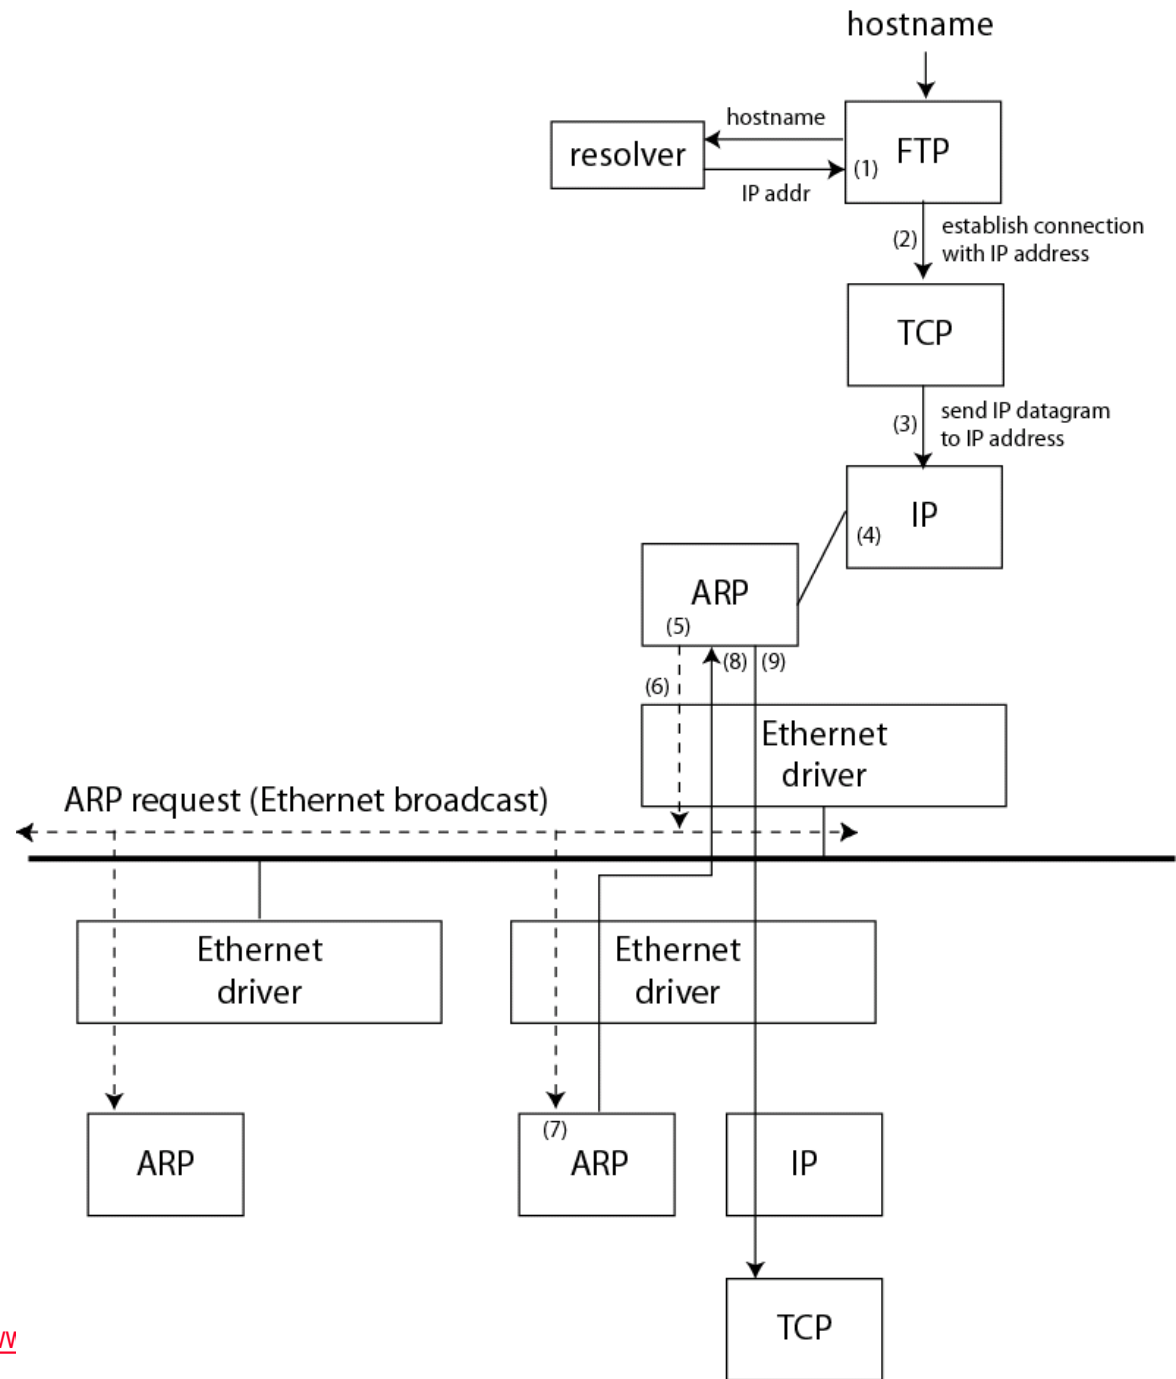 hostname
hostname
resolver
FTP
(1)
IP addr
(2)
establish connection
with IP address
TCP
(3)
send IP datagram
to IP address
IP
(4)
ARP
(5)
(8)
(9)
(6)
Ethernet
driver
ARP request (Ethernet broadcast)
Ethernet
driver
Ethernet
driver
(7)
ARP
ARP
IP
TCP